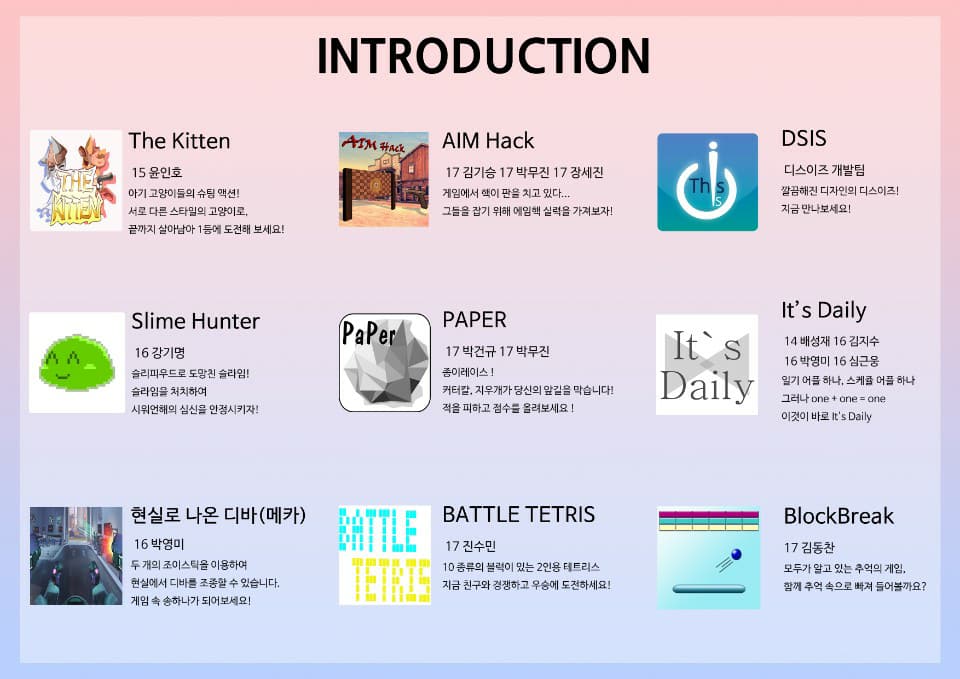 INTRODUCTION
THE
KITTEN
The Kitten
15 윤인호
아기 고양이들의 슈팅 액션!
서로 다른 스타일의 고양이로,
끝까지 살아남아 1등에 도전해 보세요!
AIM Hack
AIM Hack
17 김기승 17 박무진 17 장세진
게임에서 핵이 판을 치고 있다...
그들을 잡기 위해 에임핵 실력을 가져보자!
This
is
DSIS
디스이즈 개발팀
깔끔해진 디자인의 디스이즈!
지금 만나보세요!
Slime Hunter
16 강기명
슬리피우드로 도망친 슬라임!
슬라임을 처치하여
시워언해의 심신을 안정시키자!
PaPer
PAPER
17 박건규 17 박무진
종이레이스 !
커터칼, 지우개가 당신의 앞길을 막습니다!
적을 피하고 점수를 올려보세요 !
It`s
Daily
It's Daily
14 배성재 16 김지수
16 박영미 16 심근웅
일기 어플 하나, 스케쥴 어플 하나
그러나 one + one = one
이것이 바로 It's Daily
현실로 나온 디바(메카)
16 박영미
두 개의 조이스틱을 이용하여
현실에서 디바를 조종할 수 있습니다.
게임 속 송하나가 되어보세요!
BATTLE
TETRIS
BATTLE TETRIS
17 진수민
10 종류의 블럭이 있는 2인용 테트리스
지금 친구와 경쟁하고 우승에 도전하세요!
BlockBreak
17 김동찬
모두가 알고 있는 추억의 게임,
함께 추억 속으로 빠져 들어볼까요?